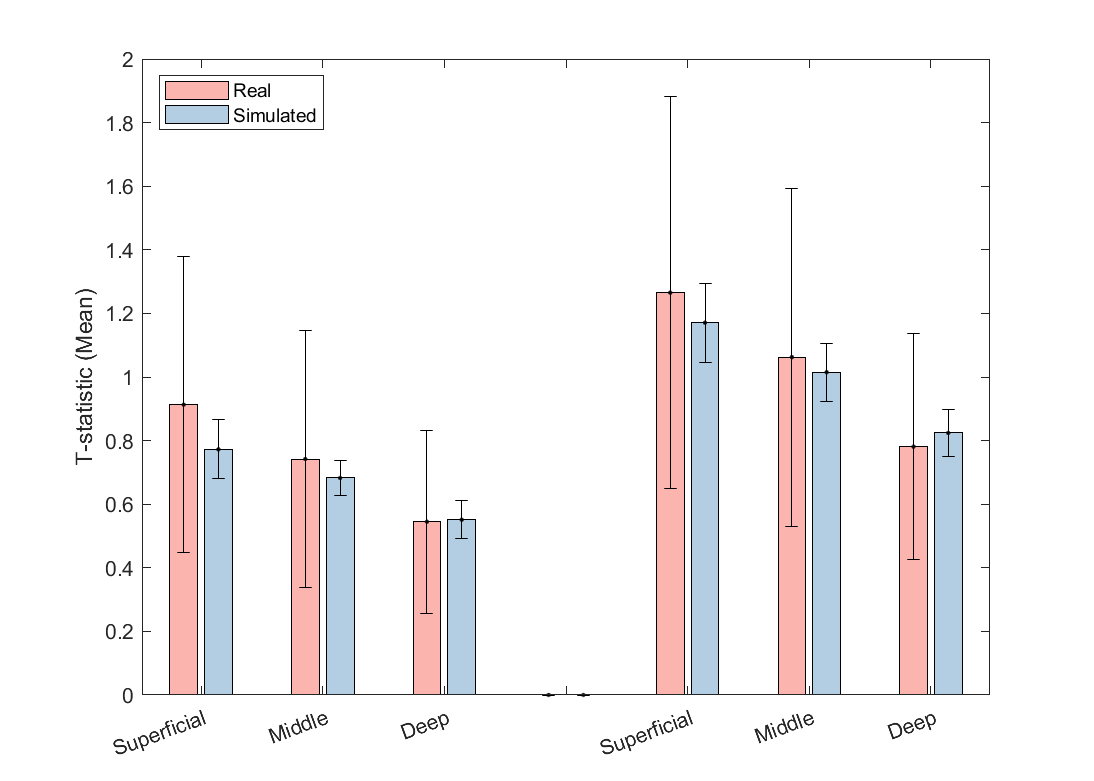 Real
Simulated
2
1.8
1.6
1.4
1.2
1
0.8
0.6
0.4
0.2
0
T-statistic (Mean)
Superficial Middle Deep Superficial Middle Deep